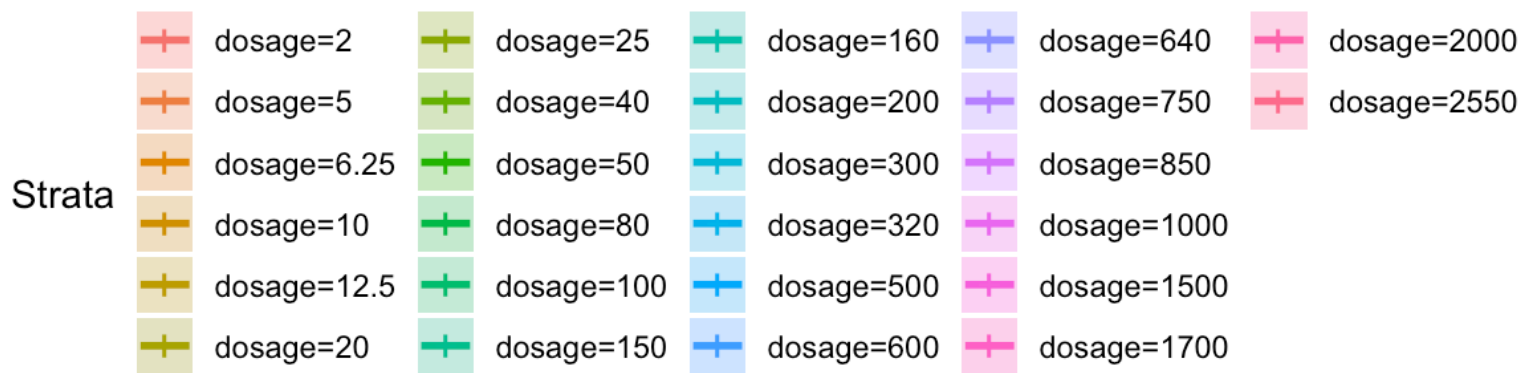 Strata
dosage=2
dosage=5
dosage=6.25
dosage=10
dosage=12.5
dosage=20
dosage=25
dosage=40
dosage=50
dosage=80
dosage=100
dosage=150
dosage=160
dosage=200
dosage=300
dosage=320
dosage=500
dosage=600
dosage=640
dosage=750
dosage=850
dosage=1000
dosage=1500
dosage=1700
dosage=2000
dosage=2550